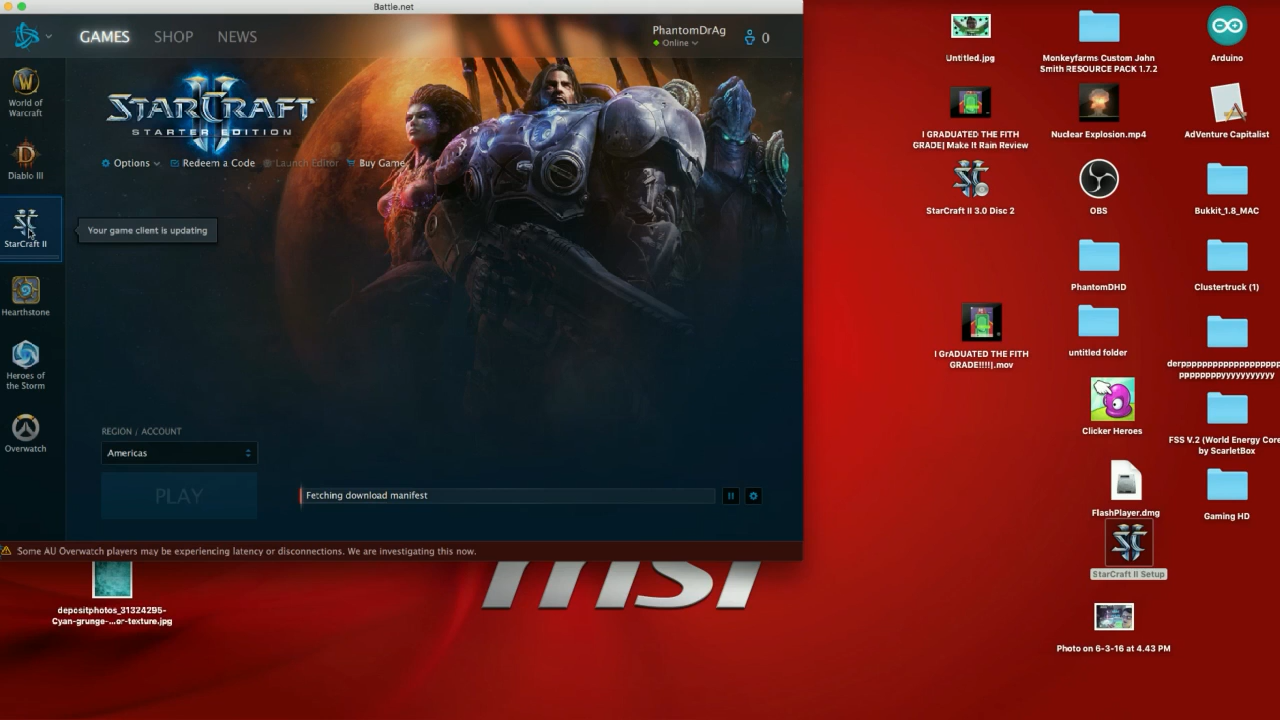 Battle.net
GAMES SHOP NEWS
PhantomDrAg
Online
0
World of
Warcraft
Diablo III
StarCraft II
Hearthstone
Heroes of
the Storm
Overwatch
STARCRAFT
II
STARTER EDITION
Options Redeem a Code Launch Editor Buy Game
Your game client is updating
REGION / ACCOUNT
Americas
PLAY
Fetching download manifest
Some AU Overwatch players may be experiencing latency or disconnections. We are investigating this now.
Untitled.jpg
Monkeyfarms Custom John
Smith RESOURCE PACK 1.7.2
Arduino
I GRADUATED THE FITH
GRADE| Make It Rain Review
Nuclear Explosion.mp4
AdVenture Capitalist
StarCraft II 3.0 Disc 2
OBS
Bukkit_1.8_MAC
PhantomDHD
Clustertruck (1)
I GrADUATED THE FITH
GRADE!!!!|.mov
untitled folder
derpppppppppppppppppp
ppppppppyyyyyyyyyy
Clicker Heroes
FSS V.2 (World Energy Core
by ScarletBox
FlashPlayer.dmg
Gaming HD
StarCraft II Setup
Photo on 6-3-16 at 4.43 PM
msi
depositphotos_31324295-
Cyan-grunge-...or-texture.jpg